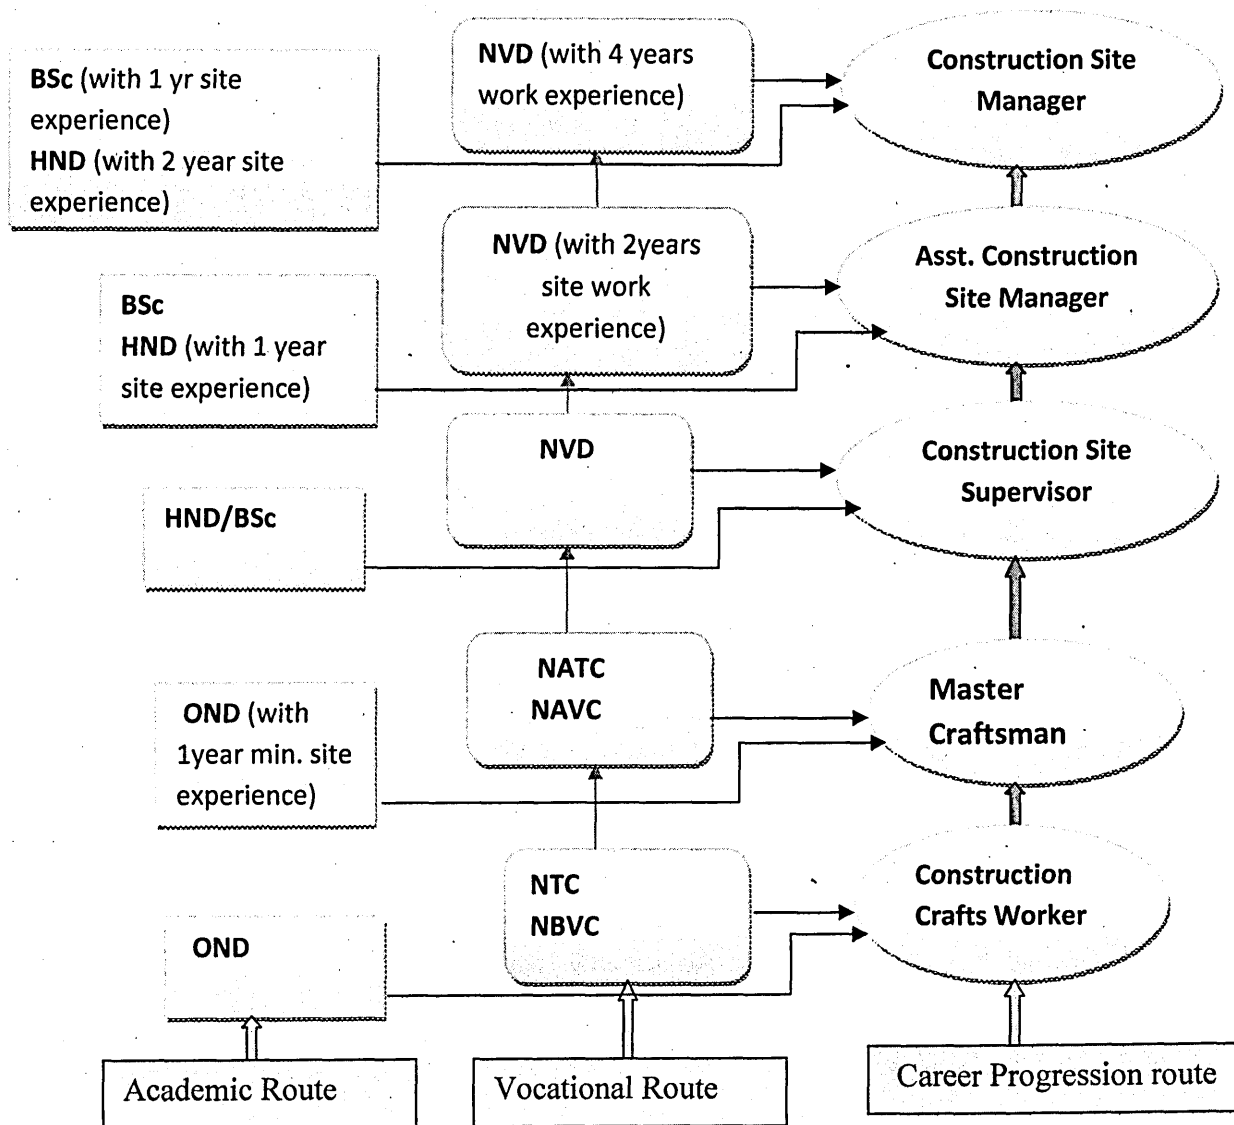 BSc (with 1 yr site
experience)
HND (with 2 year site
experience)
NVD (with 4 years
work experience)
Construction Site
Manager
BSc
HND (with 1 year
site experience)
NVD (with 2years
site work
experience)
Asst. Construction
Site Manager
HND/BSc
NVD
Construction Site
Supervisor
OND (with
1year min. site
experience)
NATC
NAVC
Master
Craftsman
OND
NTC
NBVC
Construction
Crafts Worker
Academic Route
Vocational Route
Career Progression route